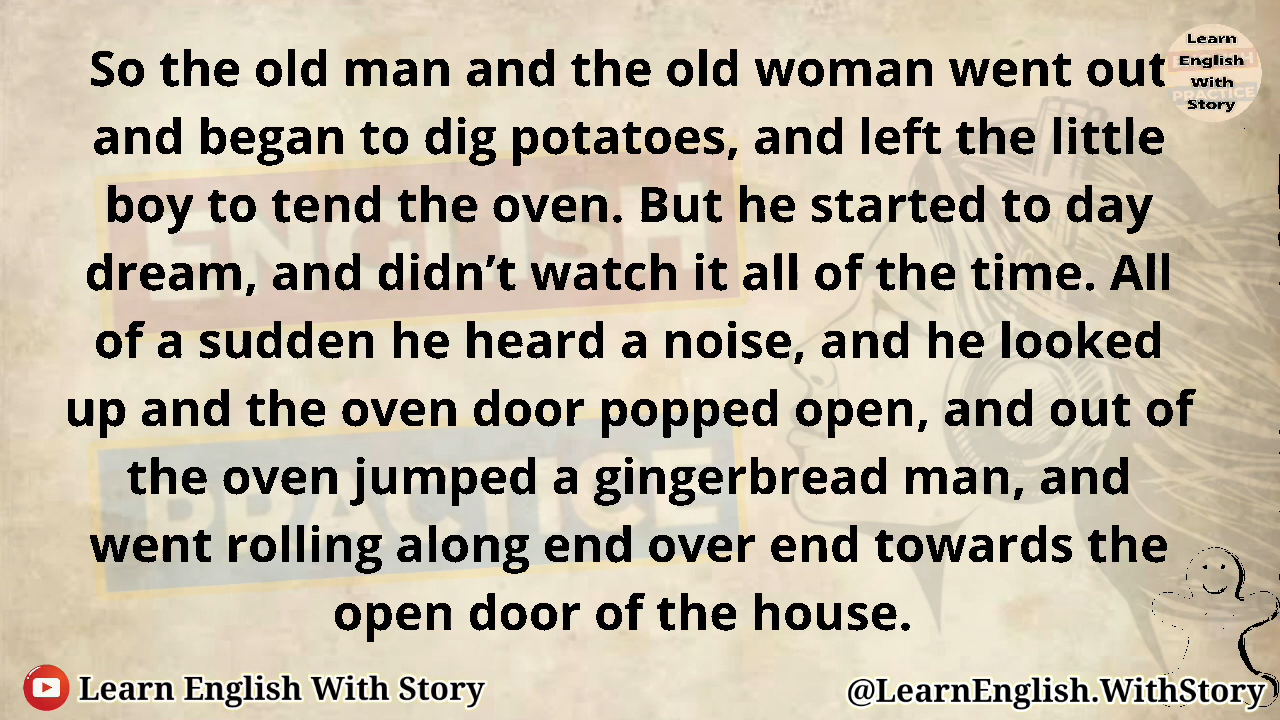 So the old man and the old woman went out
and began to dig potatoes, and left the little
boy to tend the oven. But he started to day
dream, and didn’t watch it all of the time. All
of a sudden he heard a noise, and he looked
up and the oven door popped open, and out of
the oven jumped a gingerbread man, and
went rolling along end over end towards the
open door of the house.
Learn
English
With
Story
ENGLISH
PRACTICE
Learn English With Story
@LearnEnglish.WithStory